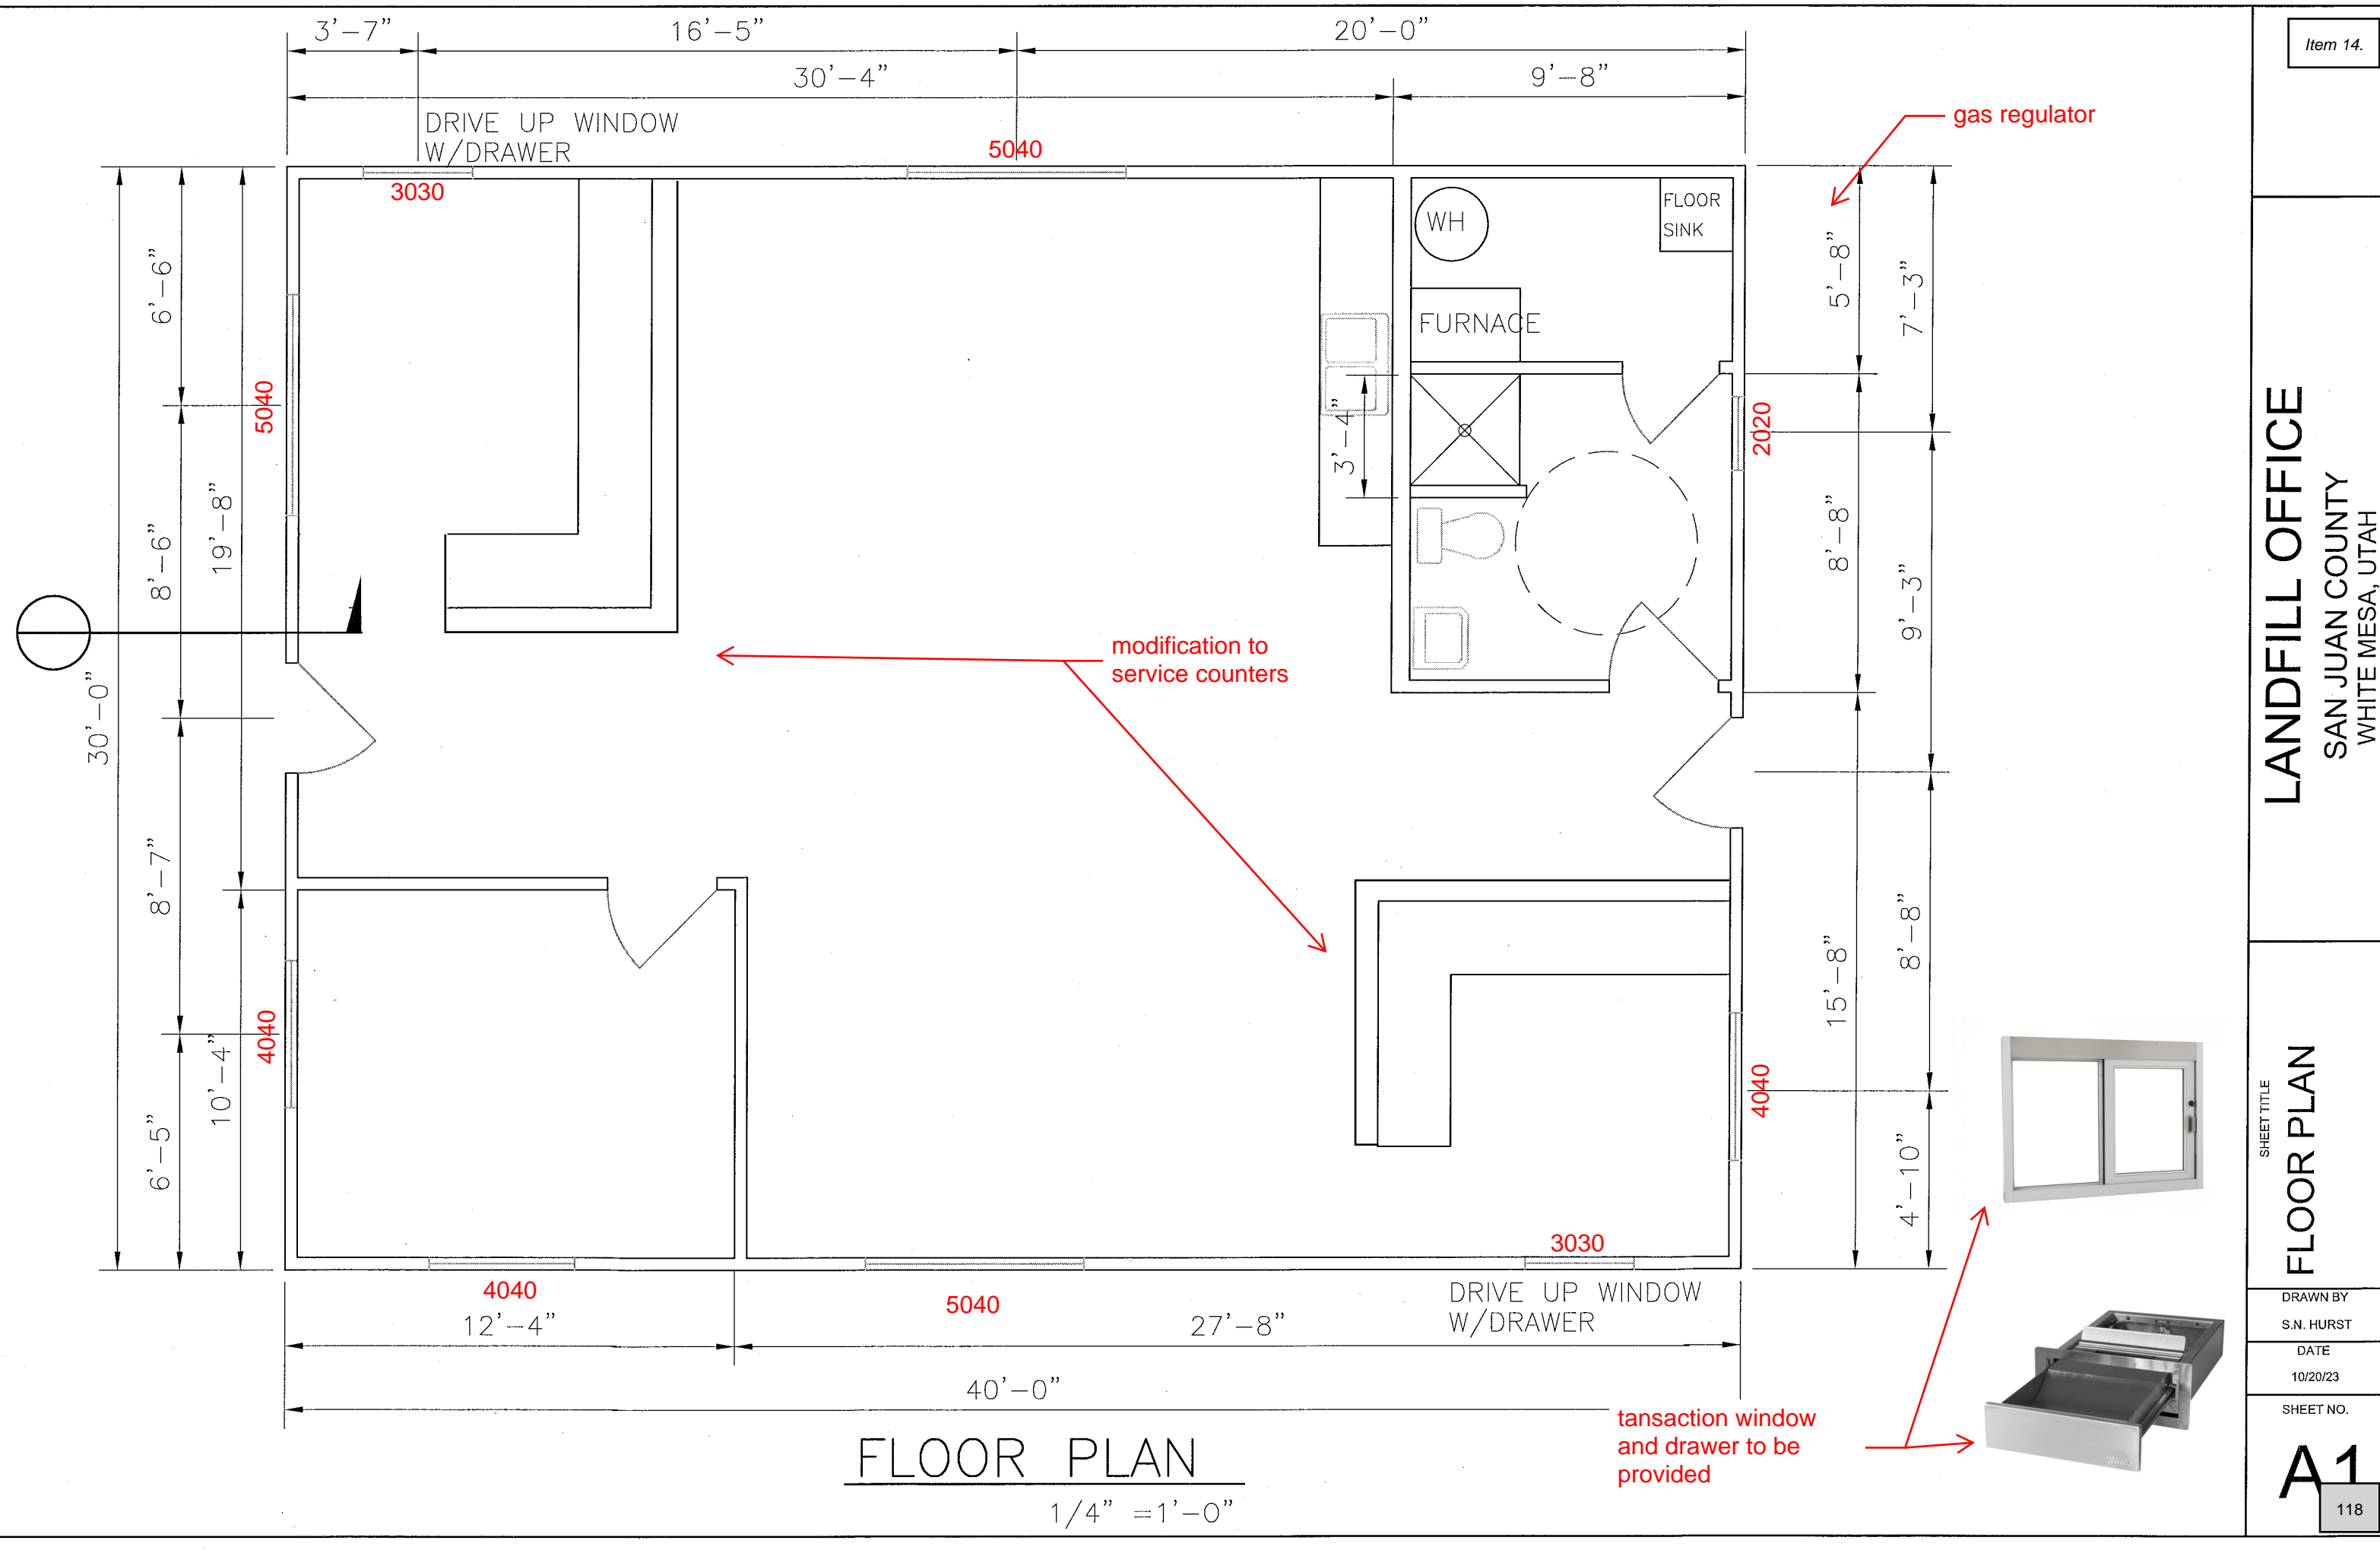 3'-7"
16'-5"
20'-0"
Item 14.
30'-4"
9'-8"
gas regulator
DRIVE UP WINDOW
W/DRAWER
5040
3030
WH
FLOOR
SINK
FURNACE
6'-6"
5'-8"
7'-3"
5040
3'-4"
2020
19'-8"
8'-6"
8'-8"
9'-3"
LANDFILL OFFICE
SAN JUAN COUNTY
WHITE MESA, UTAH
modification to
service counters
30'-0"
8'-7"
8'-8"
15'-8"
4040
10'-4"
6'-5"
4040
4'-10"
SHEET TITLE
FLOOR PLAN
3030
4040
5040
DRIVE UP WINDOW
W/DRAWER
12'-4"
27'-8"
DRAWN BY
S.N. HURST
DATE
10/20/23
40'-0"
SHEET NO.
tansaction window
and drawer to be
provided
FLOOR PLAN
1/4" =1'-0"
A1
118